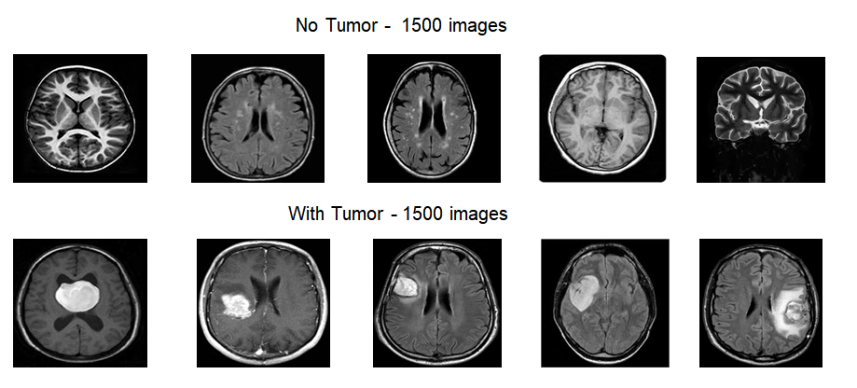 No Tumor - 1500 images
With Tumor - 1500 images